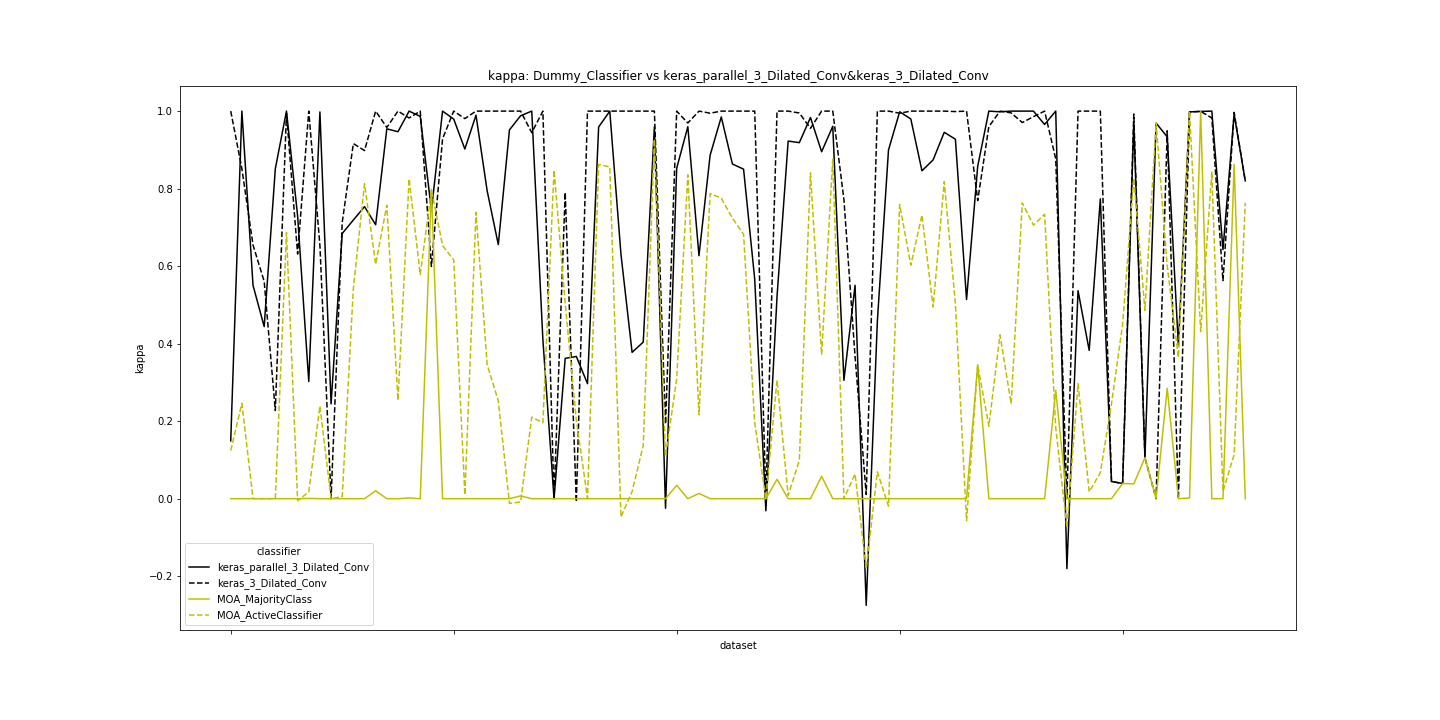 kappa: Dummy_Classifier vs keras_parallel_3_Dilated_Conv&keras_3_Dilated_Conv
1.0
0.8
0.6
0.4
0.2
0.0
−0.2
kappa
classifier
keras_parallel_3_Dilated_Conv
keras_3_Dilated_Conv
MOA_MajorityClass
MOA_ActiveClassifier
dataset